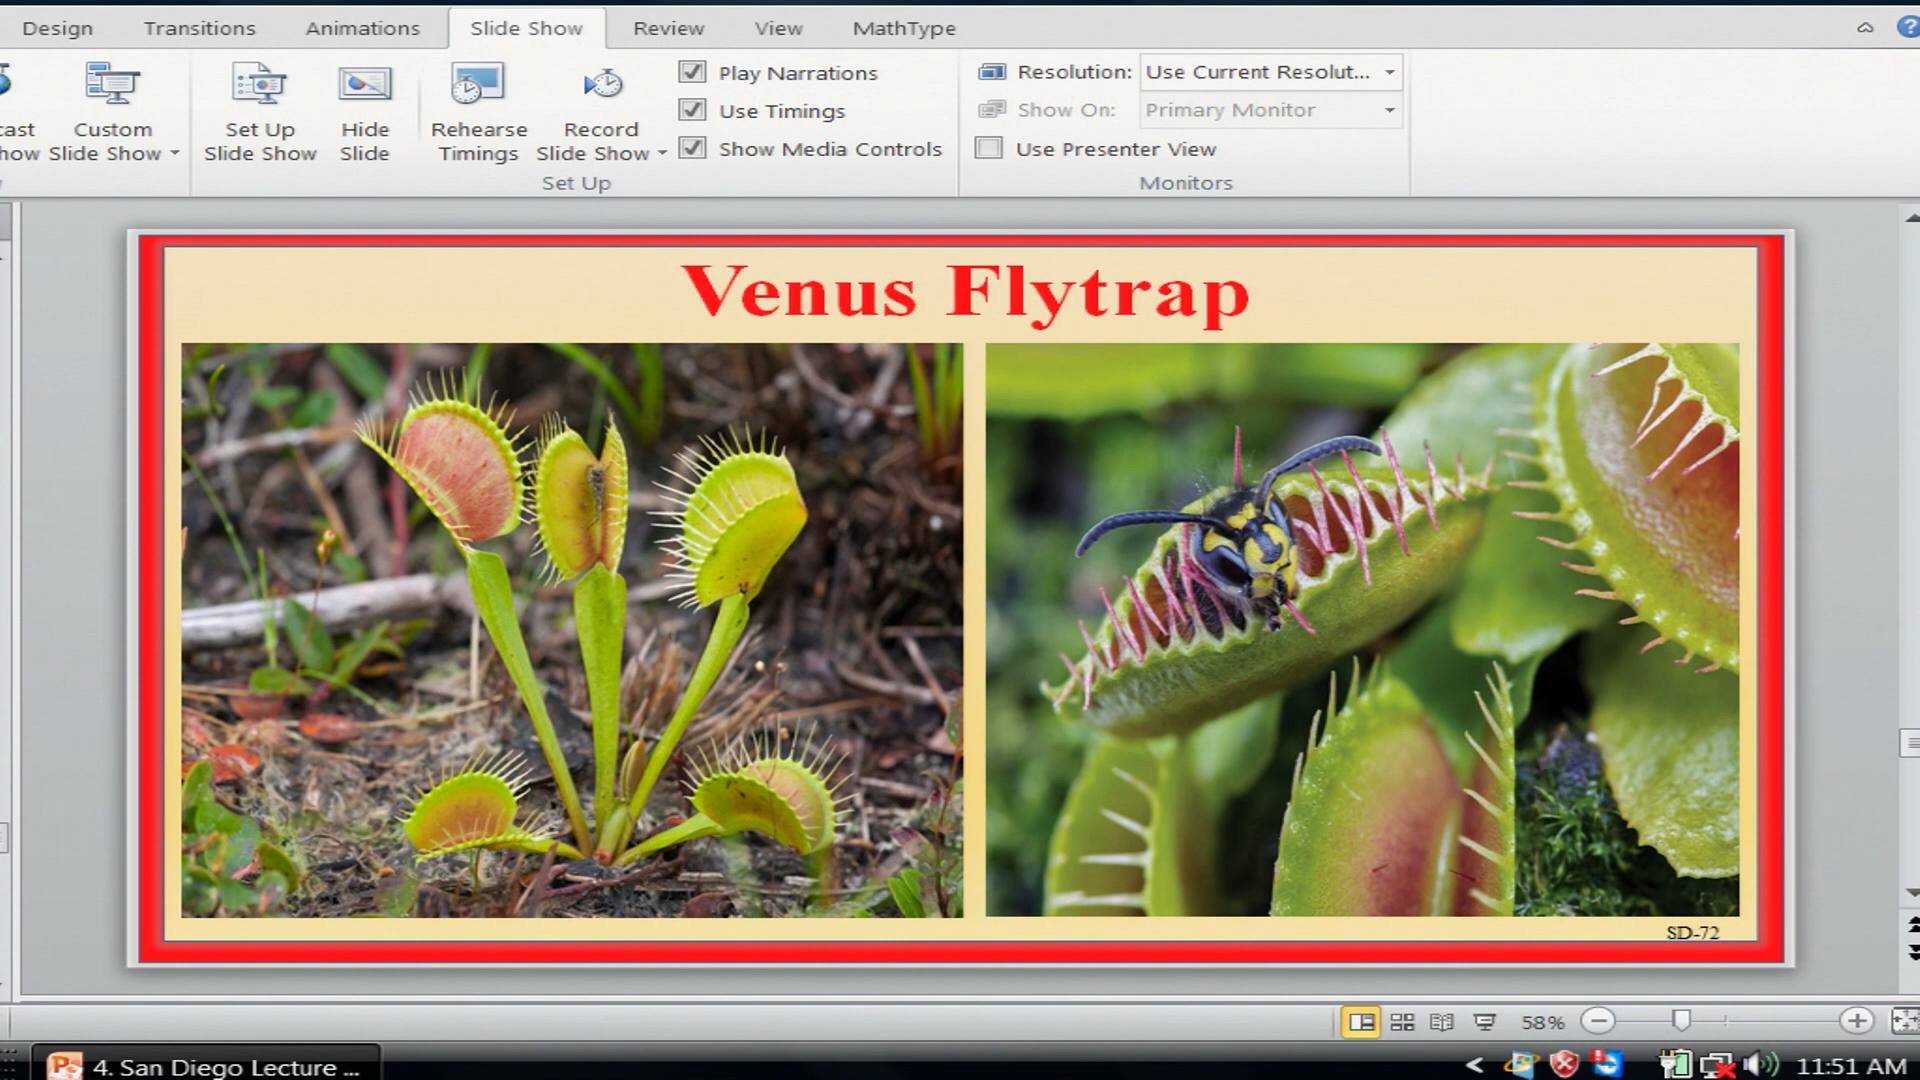 Design Transitions Animations Slide Show Review View MathType
Custom
Slide Show
Set Up
Slide Show
Hide
Slide
Rehearse
Timings
Record
Slide Show
Play Narrations
Use Timings
Show Media Controls
Set Up
Resolution: Use Current Resolut...
Show On: Primary Monitor
Use Presenter View
Monitors
Venus Flytrap
SD-72
58%
4. San Diego Lecture ...
11:51 AM